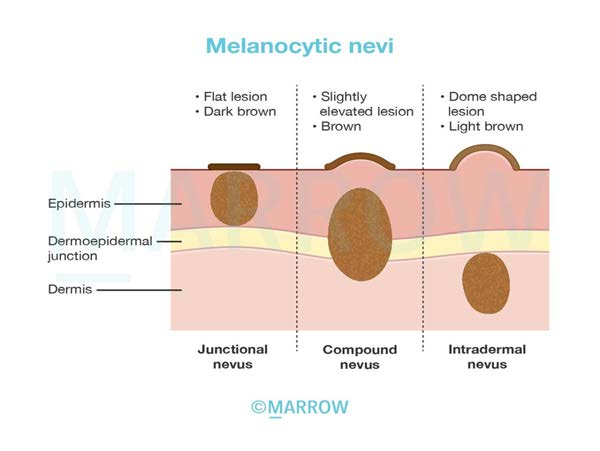 Melanocytic nevi
• Flat lesion
• Dark brown
• Slightly
elevated lesion
• Brown
• Dome shaped
lesion
• Light brown
MARROW
Epidermis
Dermoepidermal
junction
Dermis
Junctional
nevus
Compound
nevus
Intradermal
nevus
©MARROW